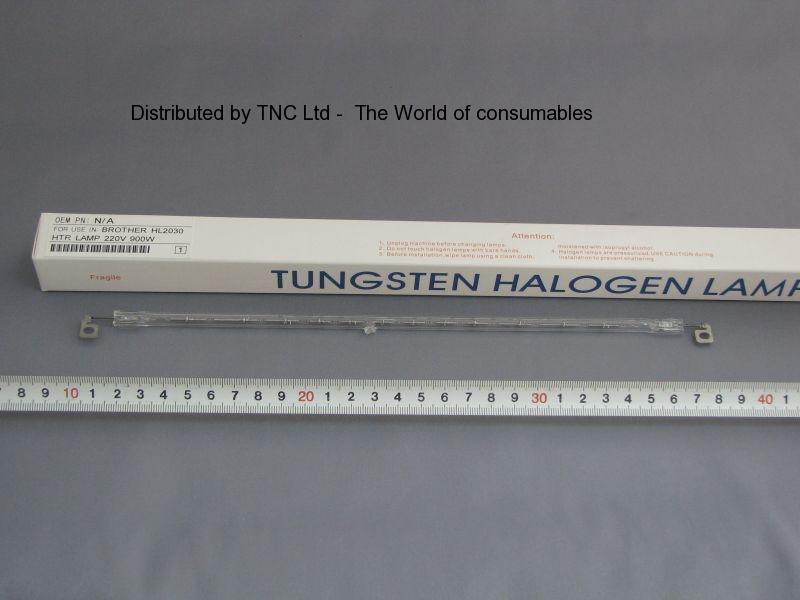 Distributed by TNC Ltd -  The World of consumables
OEM PN: N/A
FOR USE IN BROTHER HL2030
HTR LAMP 220V 900W
1
Fragile
Attention:
1. Unplug machine before changing lamps.
2. Do not touch halogen lamps with bare hands.
3. Before installation, wipe lamp using a clean cloth,
moistened with isopropyl alcohol.
4. Halogen lamps are pressurized. USE CAUTION during
installation to prevent shattering.
TUNGSTEN HALOGEN LAMP
7 8 9 10 1 2 3 4 5 6 7 8 9 20 1 2 3 4 5 6 7 8 9 30 1 2 3 4 5 6 7 8 9 40 1